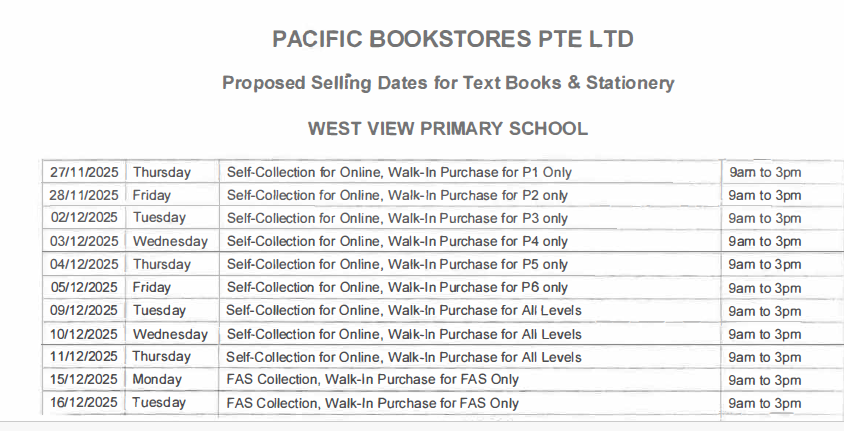 PACIFIC BOOKSTORES PTE LTD
Proposed Selling Dates for Text Books & Stationery
WEST VIEW PRIMARY SCHOOL
27/11/2025 Thursday Self-Collection for Online, Walk-In Purchase for P1 Only 9am to 3pm
28/11/2025 Friday Self-Collection for Online, Walk-In Purchase for P2 only 9am to 3pm
02/12/2025 Tuesday Self-Collection for Online, Walk-In Purchase for P3 only 9am to 3pm
03/12/2025 Wednesday Self-Collection for Online, Walk-In Purchase for P4 only 9am to 3pm
04/12/2025 Thursday Self-Collection for Online, Walk-In Purchase for P5 only 9am to 3pm
05/12/2025 Friday Self-Collection for Online, Walk-In Purchase for P6 only 9am to 3pm
09/12/2025 Tuesday Self-Collection for Online, Walk-In Purchase for All Levels 9am to 3pm
10/12/2025 Wednesday Self-Collection for Online, Walk-In Purchase for All Levels 9am to 3pm
11/12/2025 Thursday Self-Collection for Online, Walk-In Purchase for All Levels 9am to 3pm
15/12/2025 Monday FAS Collection, Walk-In Purchase for FAS Only 9am to 3pm
16/12/2025 Tuesday FAS Collection, Walk-In Purchase for FAS Only 9am to 3pm